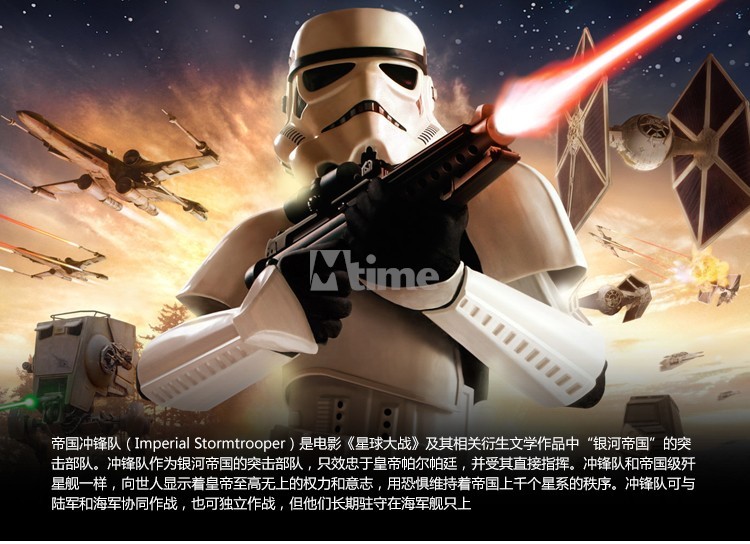 Mtime
帝国冲锋队（Imperial Stormtrooper）是电影《星球大战》及其相关衍生文学作品中“银河帝国”的突
击部队。冲锋队作为银河帝国的突击部队，只效忠于皇帝帕尔帕廷，并受其直接指挥。冲锋队和帝国级歼
星舰一样，向世人显示着皇帝至高无上的权力和意志，用恐惧维持着帝国上千个星系的秩序。冲锋队可与
陆军和海军协同作战，也可独立作战，但他们长期驻守在海军舰只上